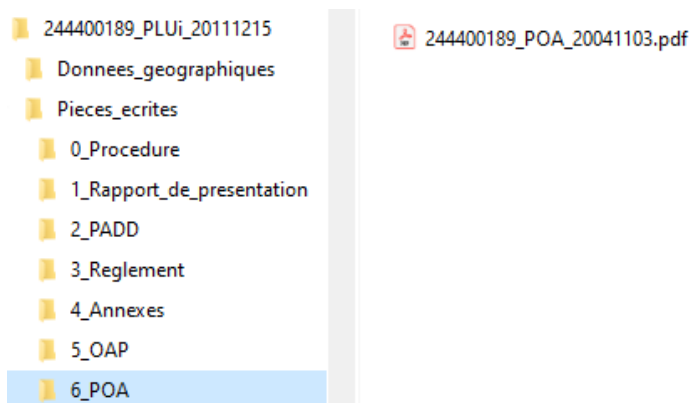 244400189_PLUi_20111215
Donnees_geographiques
Pieces_ecrites
0_Procedure
1_Rapport_de_presentation
2_PADD
3_Reglement
4_Annexes
5_OAP
6_POA
244400189_POA_20041103.pdf